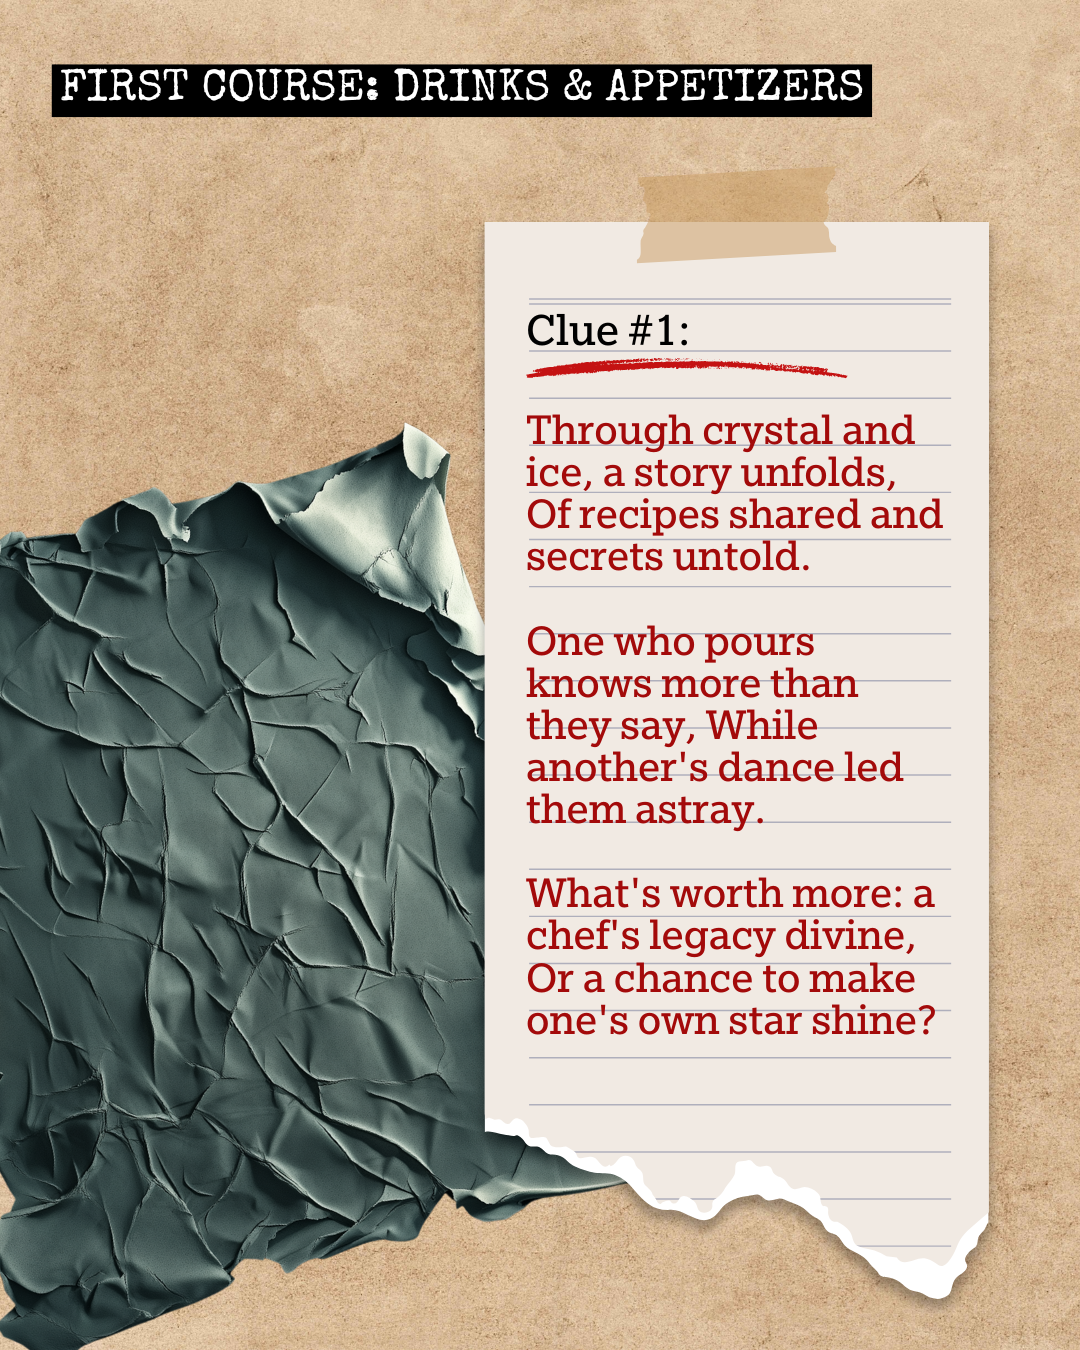 FIRST COURSE: DRINKS & APPETIZERS
Clue #1:
Through crystal and
ice, a story unfolds,
Of recipes shared and
secrets untold.
One who pours
knows more than
they say, While
another's dance led
them astray.
What's worth more: a
chef's legacy divine,
Or a chance to make
one's own star shine?